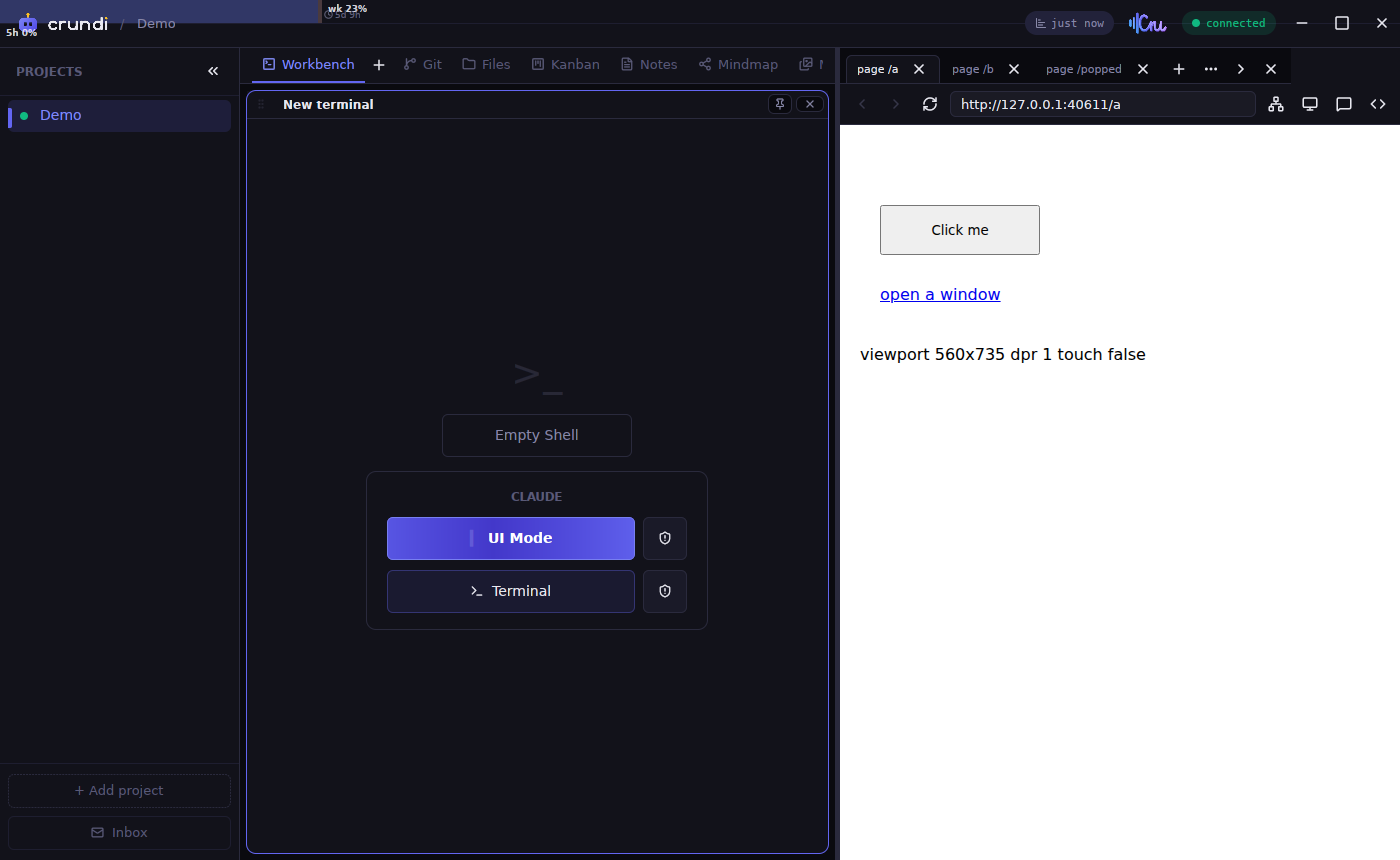 wk 23%
5d 9h
5h 0%
crundi / Demo
just now
Cru
connected
PROJECTS
Demo
+ Add project
Inbox
Workbench
Git
Files
Kanban
Notes
Mindmap
New terminal
>_
Empty Shell
CLAUDE
UI Mode
Terminal
page /a
page /b
page /popped
http://127.0.0.1:40611/a
Click me
open a window
viewport 560x735 dpr 1 touch false